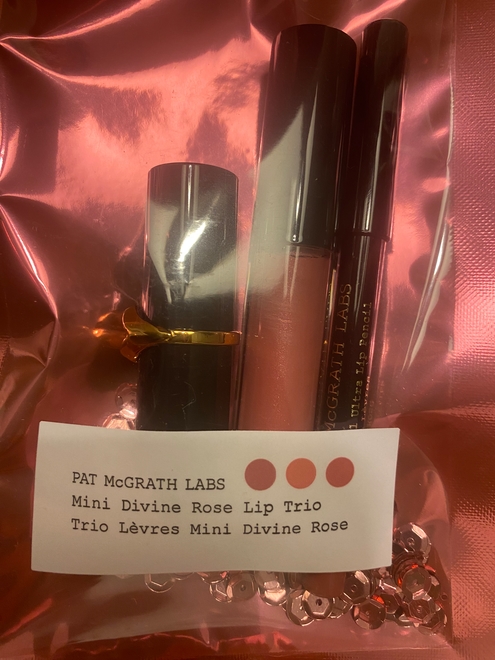 PAT McGRATH LABS
Mini Divine Rose Lip Trio
Trio Lèvres Mini Divine Rose
McGRATH LABS
Ultra Lip Pencil